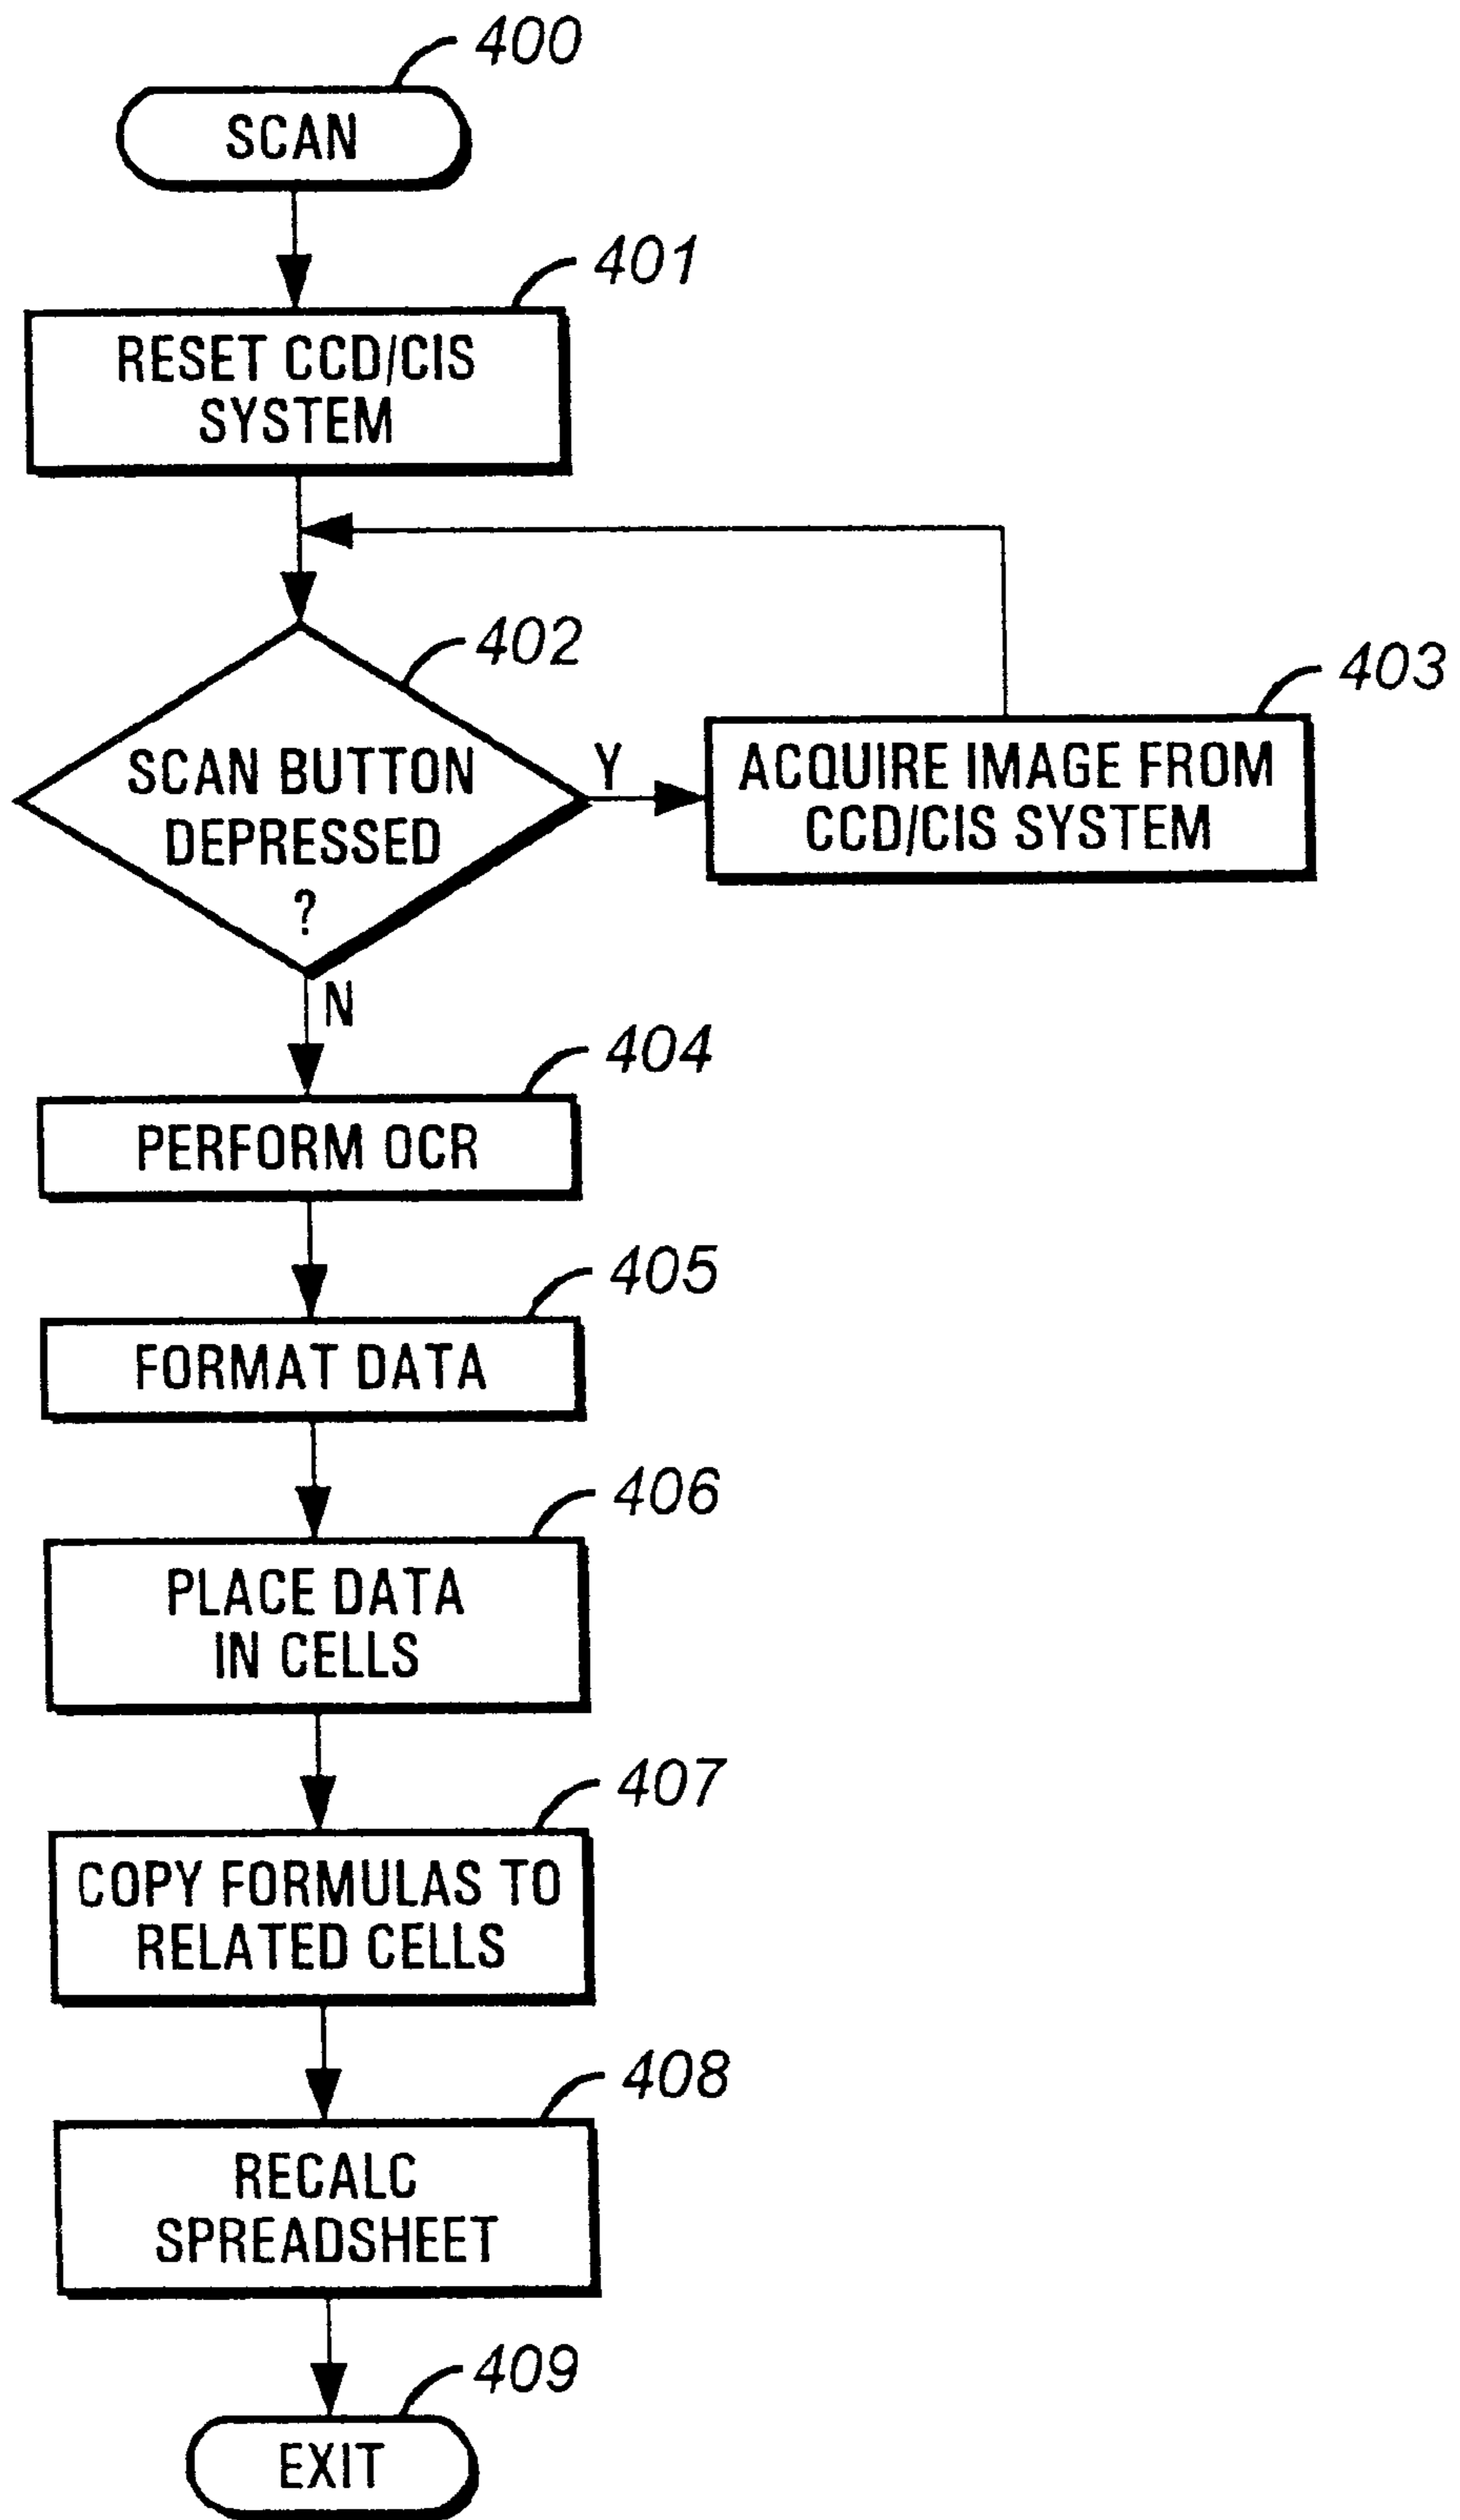 400
SCAN
401
RESET CCD/CIS
SYSTEM
402
403
SCAN BUTTON
DEPRESSED
?
Y
ACQUIRE IMAGE FROM
CCD/CIS SYSTEM
N
404
PERFORM OCR
405
FORMAT DATA
406
PLACE DATA
IN CELLS
407
COPY FORMULAS TO
RELATED CELLS
408
RECALC
SPREADSHEET
409
EXIT